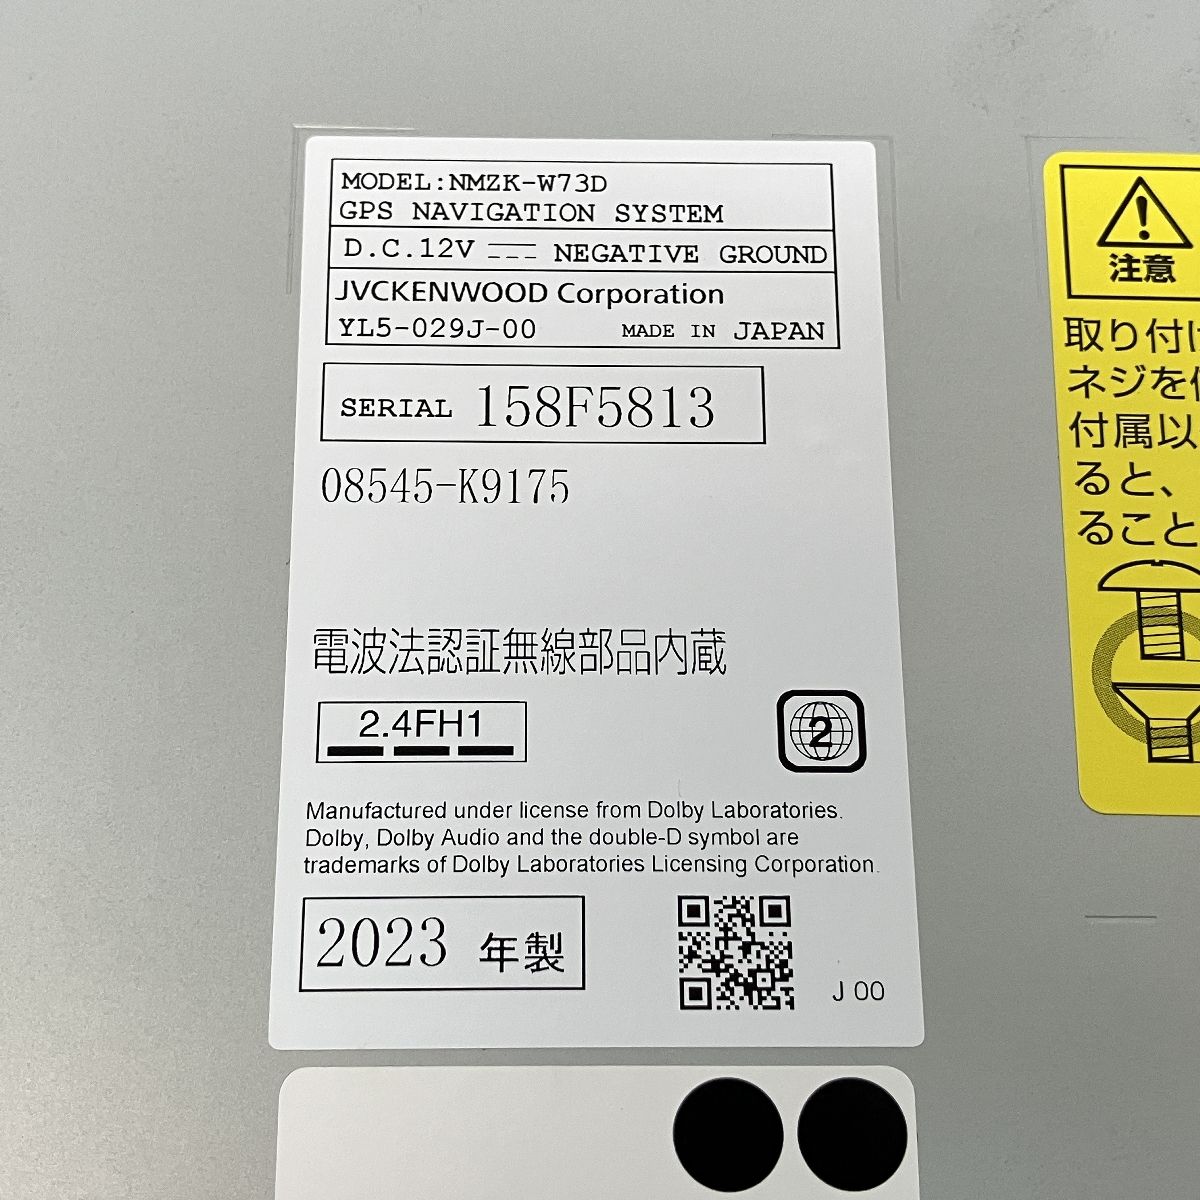 MODEL:NMZK-W73D
GPS NAVIGATION SYSTEM
D.C.12V NEGATIVE GROUND
JVCKENWOOD Corporation
YL5-029J-00 MADE IN JAPAN
SERIAL 158F5813
08545-K9175
電波法認証無線部品内蔵
2.4FH1
2
Manufactured under license from Dolby Laboratories.
Dolby, Dolby Audio and the double-D symbol are
trademarks of Dolby Laboratories Licensing Corporation.
2023 年製
J 00
注意
取り付け
ネジを
付属以
ると、
ること